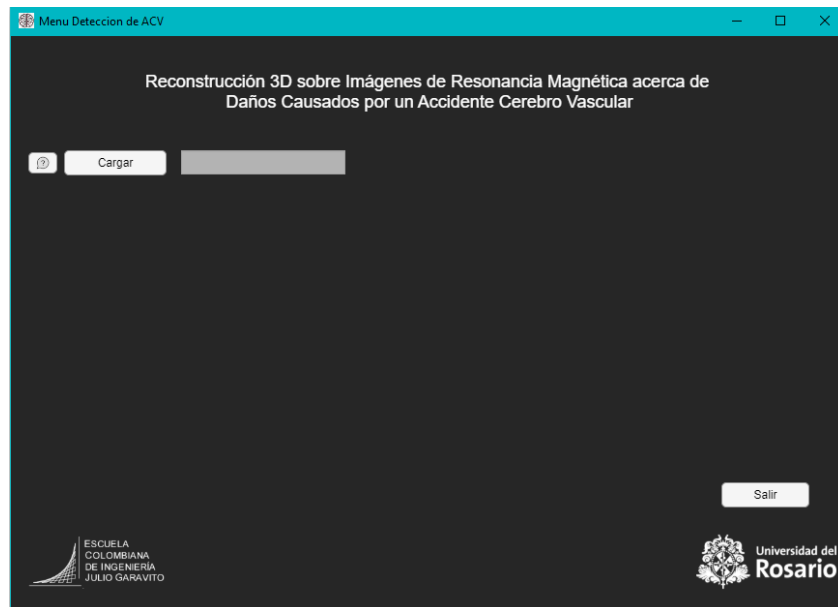 Menu Deteccion de ACV
Reconstrucción 3D sobre Imágenes de Resonancia Magnética acerca de
Daños Causados por un Accidente Cerebro Vascular
?
Cargar
Salir
ESCUELA
COLOMBIANA
DE INGENIERÍA
JULIO GARAVITO
Universidad del
Rosario